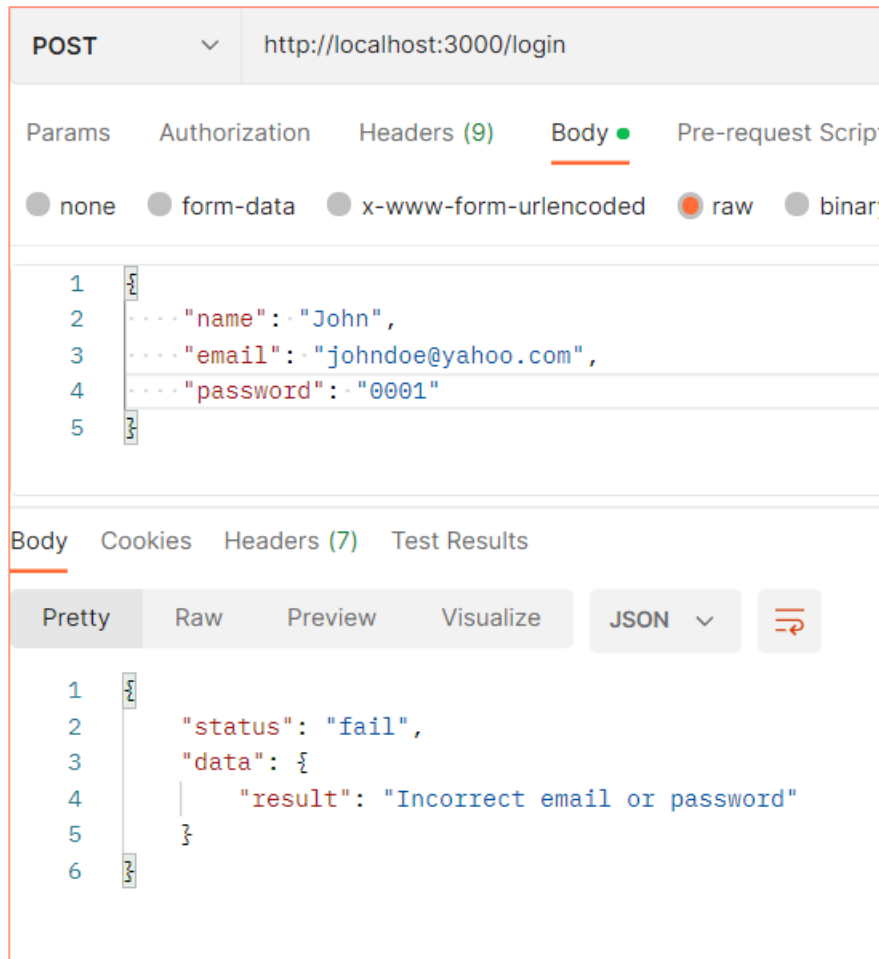 POST http://localhost:3000/login
Params Authorization Headers (9) Body Pre-request Script
none form-data x-www-form-urlencoded raw binary
1 {
2 "name": "John",
3 "email": "johndoe@yahoo.com",
4 "password": "0001"
5 }
Body Cookies Headers (7) Test Results
Pretty Raw Preview Visualize JSON
1 {
2 "status": "fail",
3 "data": {
4 "result": "Incorrect email or password"
5 }
6 }